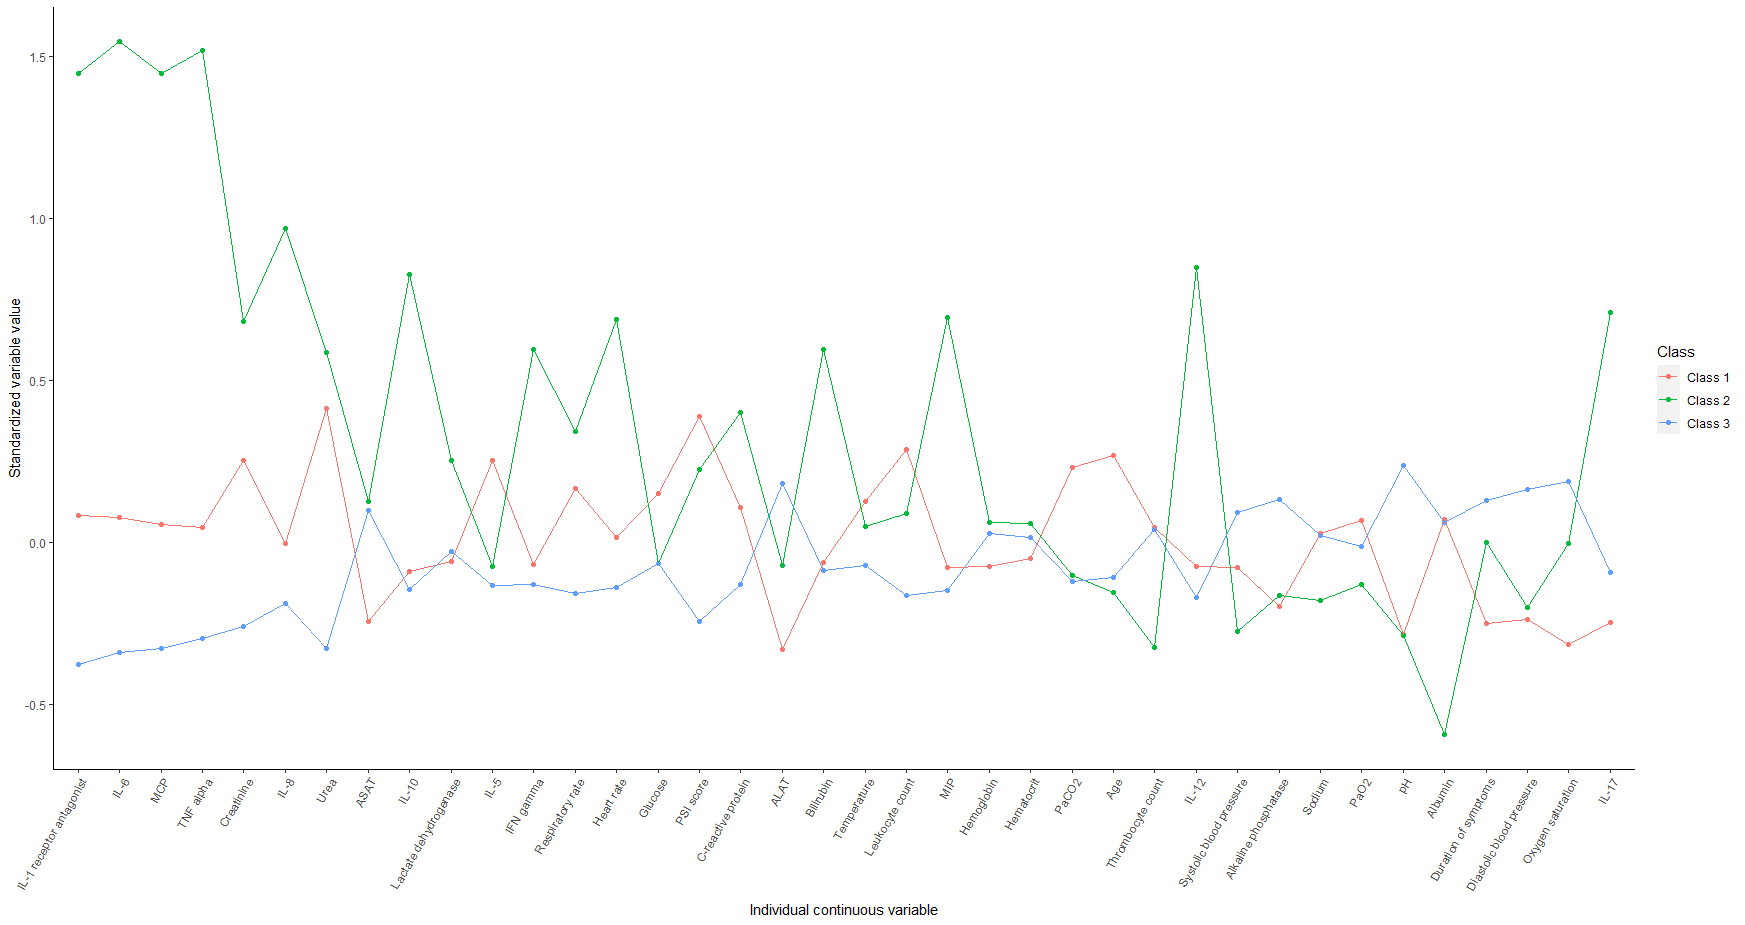 Standardized variable value
1.5
1.0
0.5
0.0
-0.5
IL-1 receptor antagonist
IL-6
MCP
TNF alpha
Creatinine
IL-8
Urea
ASAT
IL-10
Lactate dehydrogenase
IL-5
IFN gamma
Respiratory rate
Heart rate
Glucose
PSI score
C-reactive protein
ALAT
Bilirubin
Temperature
Leukocyte count
MIP
Hemoglobin
Hematocrit
PaCO2
Age
Thrombocyte count
IL-12
Systolic blood pressure
Alkaline phosphatase
Sodium
PaO2
pH
Albumin
Duration of symptoms
Diastolic blood pressure
Oxygen saturation
IL-17
Individual continuous variable
Class
Class 1
Class 2
Class 3